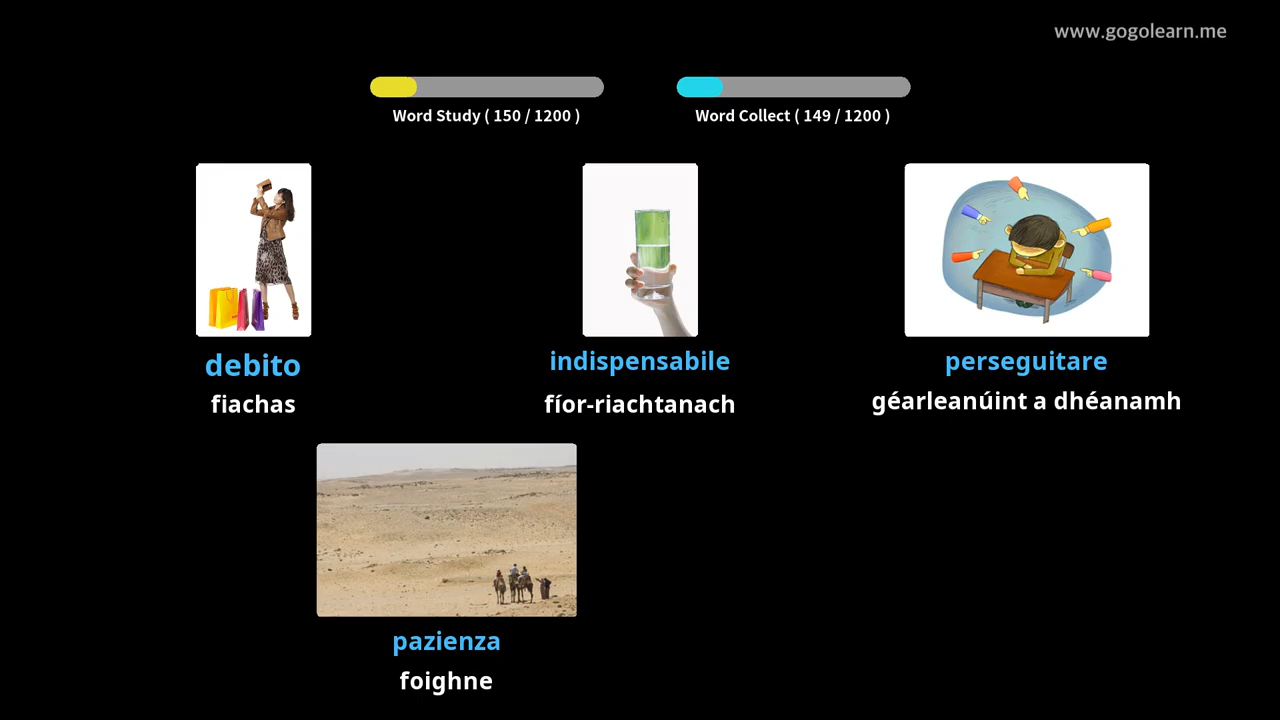 www.gogolearn.me
Word Study ( 150 / 1200 )
Word Collect ( 149 / 1200 )
debito
fiachas
indispensabile
fíor-riachtanach
perseguitare
géarleanúint a dhéanamh
pazienza
foighne